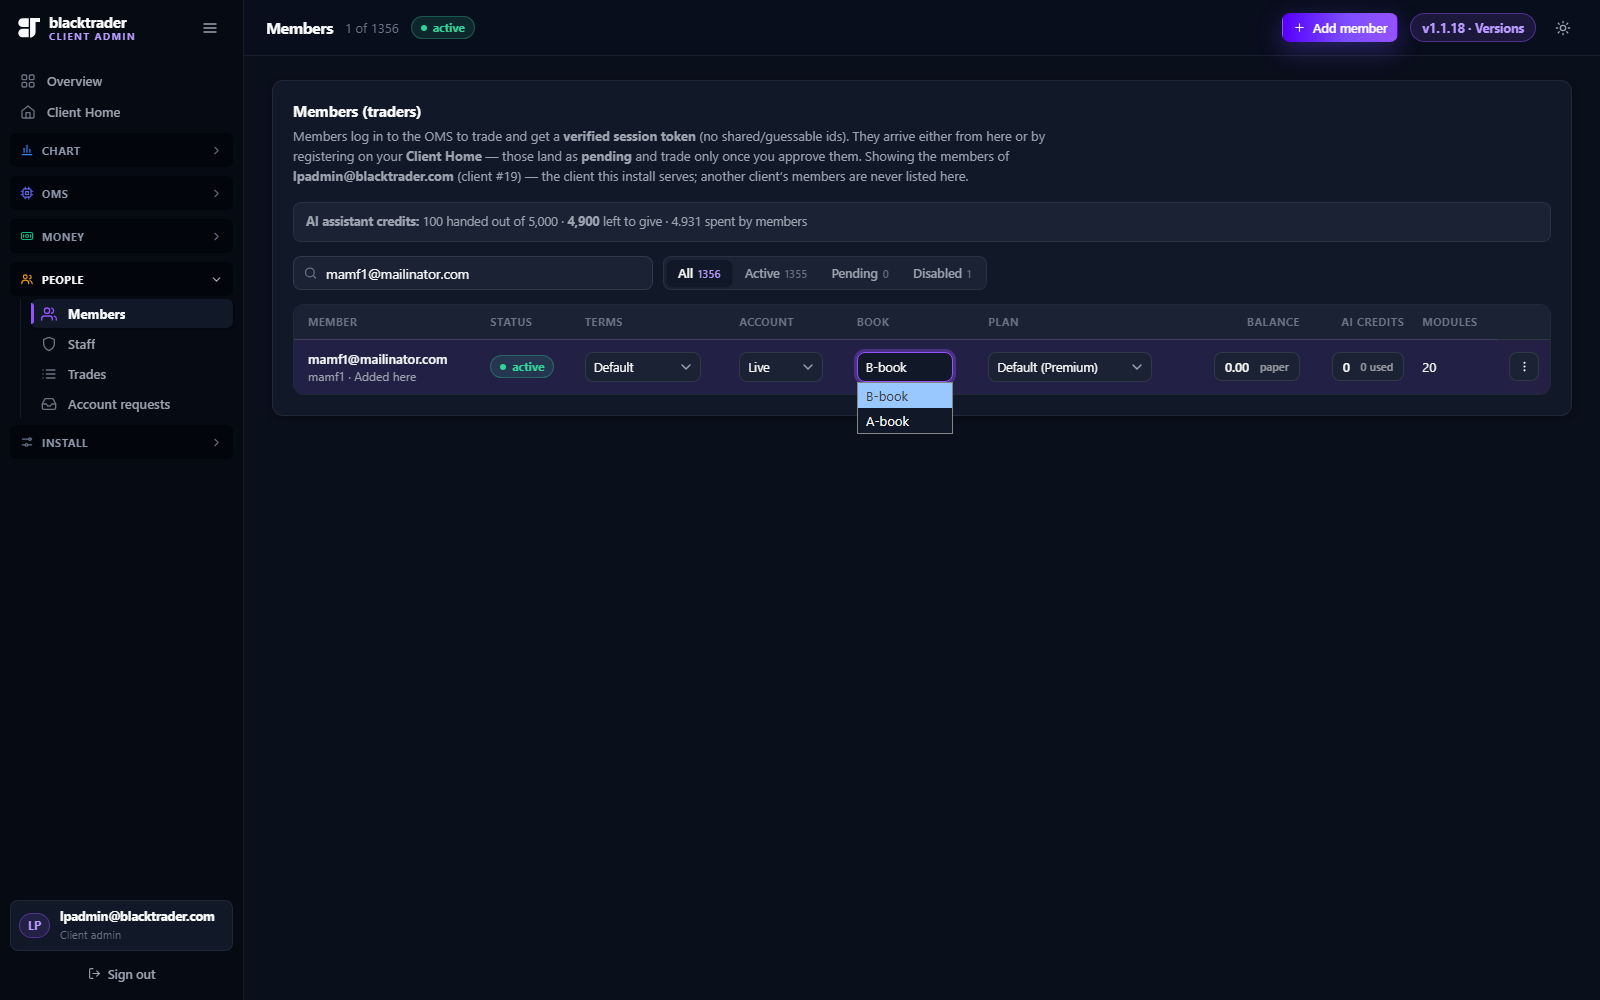 blacktrader
CLIENT ADMIN
Overview
Client Home
CHART
OMS
MONEY
PEOPLE
Members
Staff
Trades
Account requests
INSTALL
LP
lpadmin@blacktrader.com
Client admin
Sign out
Members 1 of 1356 active
Add member
v1.1.18 · Versions
Members (traders)
Members log in to the OMS to trade and get a verified session token (no shared/guessable ids). They arrive either from here or by
registering on your Client Home — those land as pending and trade only once you approve them. Showing the members of
lpadmin@blacktrader.com (client #19) — the client this install serves; another client's members are never listed here.
AI assistant credits: 100 handed out of 5,000 · 4,900 left to give · 4.931 spent by members
mamf1@mailinator.com
All 1356 Active 1355 Pending 0 Disabled 1
MEMBER STATUS TERMS ACCOUNT BOOK PLAN BALANCE AI CREDITS MODULES
mamf1@mailinator.com
mamf1 · Added here
active Default Live B-book Default (Premium) 0.00 paper 0 0 used 20
B-book
A-book